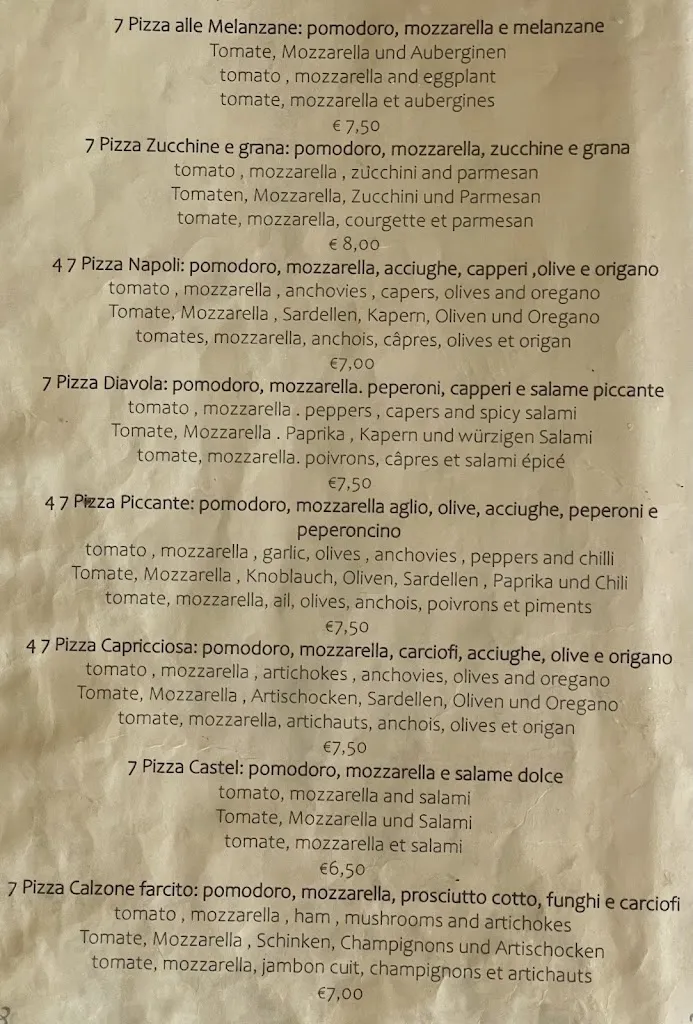 7 Pizza alle Melanzane: pomodoro, mozzarella e melanzane
Tomate, Mozzarella und Auberginen
tomato , mozzarella and eggplant
tomate, mozzarella et aubergines
€ 7,50
7 Pizza Zucchine e grana: pomodoro, mozzarella, zucchine e grana
tomato , mozzarella , zucchini and parmesan
Tomaten, Mozzarella, Zucchini und Parmesan
tomate, mozzarella, courgette et parmesan
€ 8,00
4 7 Pizza Napoli: pomodoro, mozzarella, acciughe, capperi ,olive e origano
tomato , mozzarella , anchovies , capers, olives and oregano
Tomate, Mozzarella , Sardellen, Kapern, Oliven und Oregano
tomates, mozzarella, anchois, câpres, olives et origan
€7,00
7 Pizza Diavola: pomodoro, mozzarella. peperoni, capperi e salame piccante
tomato , mozzarella . peppers , capers and spicy salami
Tomate, Mozzarella . Paprika , Kapern und würzigen Salami
tomate, mozzarella. poivrons, câpres et salami épicé
€7,50
4 7 Pizza Piccante: pomodoro, mozzarella aglio, olive, acciughe, peperoni e
peperoncino
tomato , mozzarella , garlic, olives , anchovies , peppers and chilli
Tomate, Mozzarella , Knoblauch, Oliven, Sardellen , Paprika und Chili
tomate, mozzarella, ail, olives, anchois, poivrons et piments
€7,50
4 7 Pizza Capricciosa: pomodoro, mozzarella, carciofi, acciughe, olive e origano
tomato , mozzarella , artichokes , anchovies, olives and oregano
Tomate, Mozzarella , Artischocken, Sardellen, Oliven und Oregano
tomate, mozzarella, artichauts, anchois, olives et origan
€7,50
7 Pizza Castel: pomodoro, mozzarella e salame dolce
tomato, mozzarella and salami
Tomate, Mozzarella und Salami
tomate, mozzarella et salami
€6,50
7 Pizza Calzone farcito: pomodoro, mozzarella, prosciutto cotto, funghi e carciofi
tomato , mozzarella , ham , mushrooms and artichokes
Tomate, Mozzarella , Schinken, Champignons und Artischocken
tomate, mozzarella, jambon cuit, champignons et artichauts
€7,00